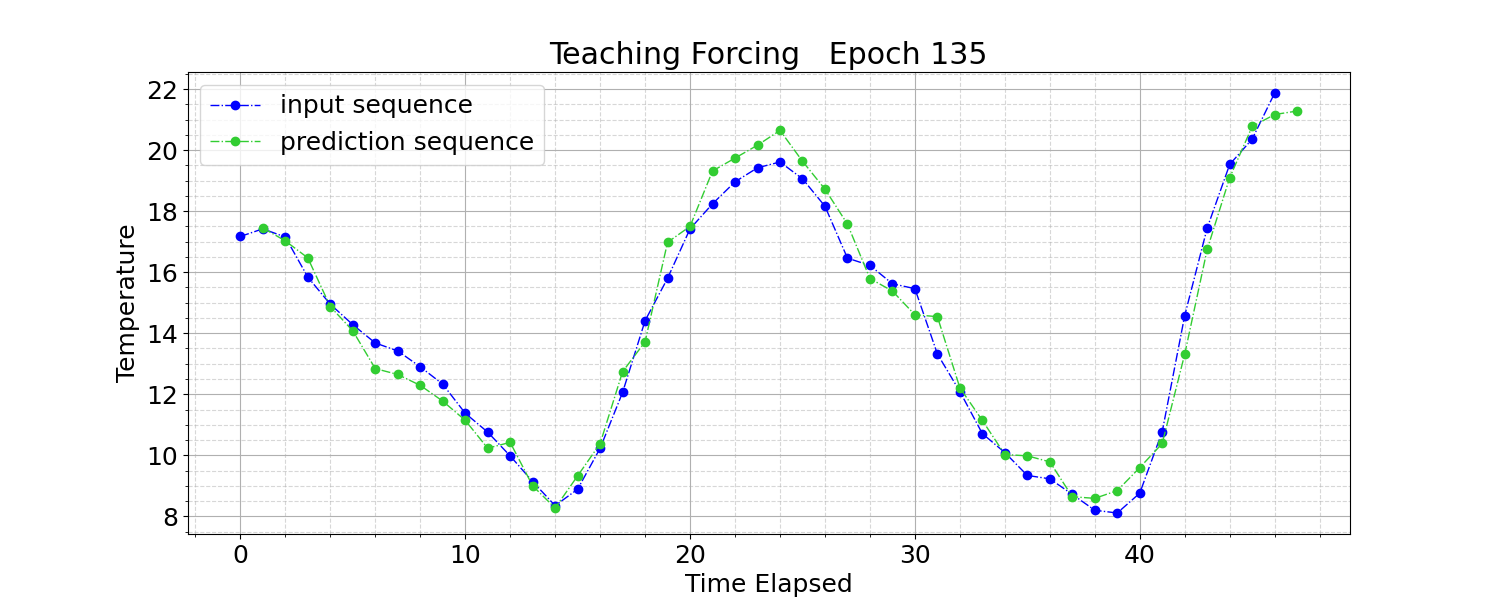 Teaching Forcing   Epoch 135
input sequence
prediction sequence
22
20
18
16
14
12
10
8
Temperature
0 10 20 30 40
Time Elapsed